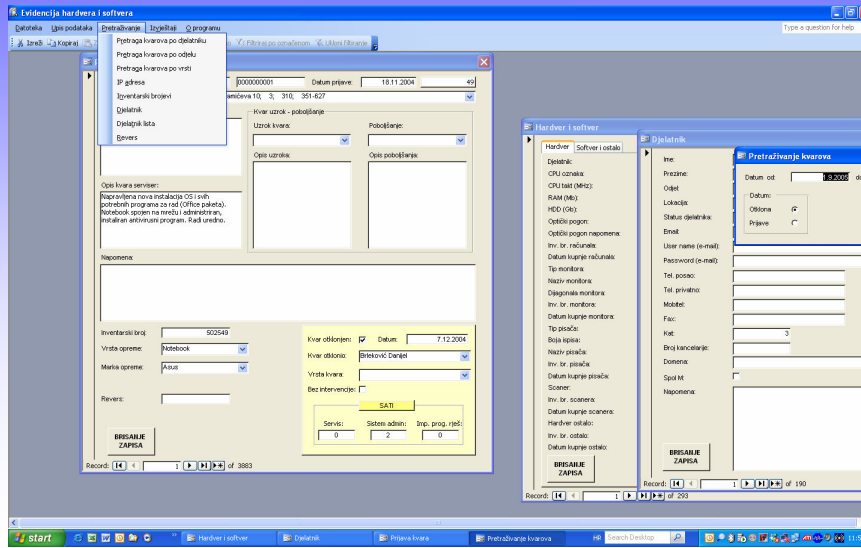 Evidencija hardvera i softvera
Datoteka Upis podataka Pretraživanje Izvještaji O programu
Type a question for help
Izreži Kopiraj Filtriraj po označenom Ukloni filtriranje
Pretraga kvarova po djelatniku
Pretraga kvarova po odjelu
Pretraga kvarova po vrsti
IP adresa
Inventarski brojevi
Djelatnik
Djelatnik lista
Revers
0000000001 Datum prijave: 18.11.2004 49
amićeva 10; 3; 310; 351-627
Kvar uzrok - poboljšanje
Uzrok kvara: Poboljšanje:
Opis uzroka: Opis poboljšanja:
Opis kvara serviser:
Napravljena nova instalacija OS i svih
potrebnih programa za rad (Office paketa).
Notebook spojen na mrežu i administriran,
instaliran antivirusni program. Radi uredno.
Napomena:
Inventarski broj: 502549
Vrsta opreme: Notebook
Marka opreme: Asus
Revers:
BRISANJE
ZAPISA
Kvar otklonjen: Datum: 7.12.2004
Kvar otklonio: Brleković Danijel
Vrsta kvara:
Bez intervencije:
SATI
Servis: Sistem admin: Imp. prog. rješ:
0 2 0
Record: 1 of 3883
Hardver i softver
Hardver Softver i ostalo
Djelatnik:
CPU oznaka:
CPU takt (MHz):
RAM (Mb):
HDD (Gb):
Optički pogon:
Optički pogon napomena:
Inv. br. računala:
Datum kupnje računala:
Tip monitora:
Naziv monitora:
Dijagonala monitora:
Inv. br. monitora:
Datum kupnje monitora:
Tip pisača:
Boja ispisa:
Naziv pisača:
Inv. br. pisača:
Datum kupnje pisača:
Scaner:
Inv. br. scanera:
Datum kupnje scanera:
Hardver ostalo:
Inv. br. ostalo:
Datum kupnje ostalo:
BRISANJE
ZAPISA
Record: 1 of 293
Djelatnik
Ime:
Prezime:
Odjel:
Lokacija:
Status djelatnika:
Email:
User name (e-mail):
Password (e-mail):
Tel. posao:
Tel. privatno:
Mobitel:
Fax:
Kat: 3
Broj kancelarije:
Domena:
Spol M:
Napomena:
BRISANJE
ZAPISA
Record: 1 of 190
Pretraživanje kvarova
Datum od: 1.9.2005 do
Datum:
Otklona
Prijave
start Hardver i softver Djelatnik Prijava kvara Pretraživanje kvarova HR Search Desktop